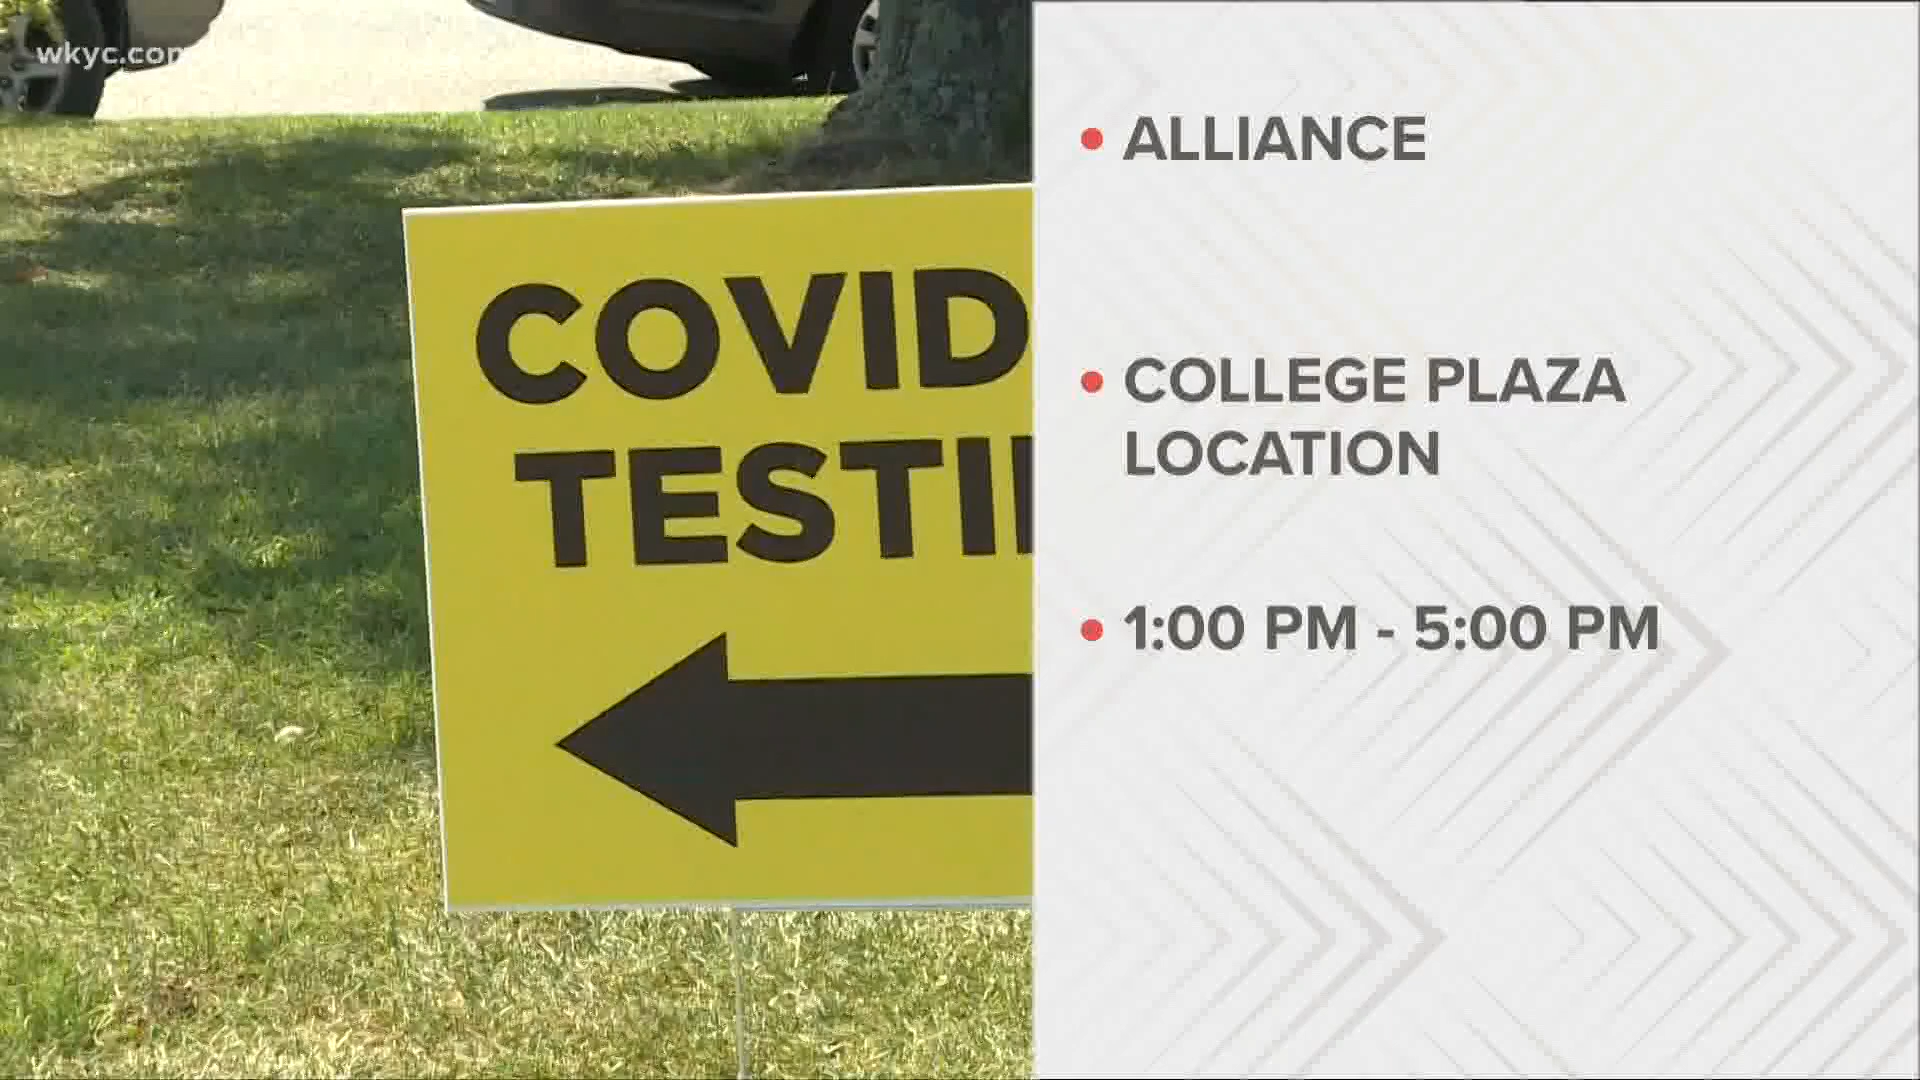 wkyc.com
COVID
TESTI
• ALLIANCE
• COLLEGE PLAZA
LOCATION
• 1:00 PM - 5:00 PM